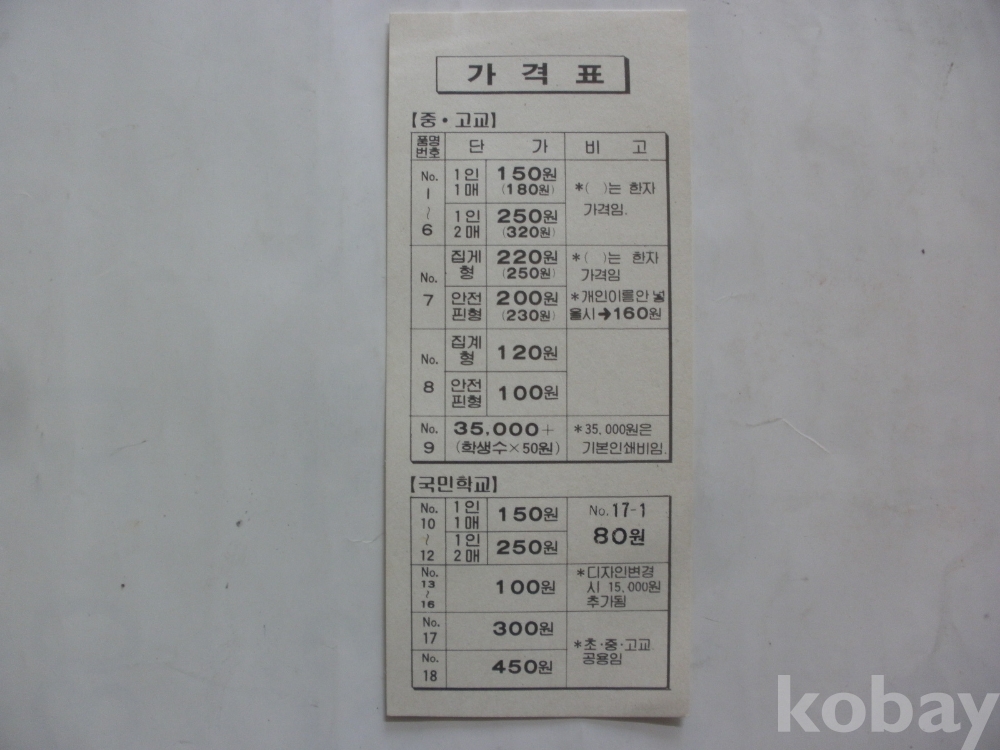 가 격 표
【중·고교】
품명번호 단 가 비 고
No. 1~6 1인 1매 150원 (180원) *( )는 한자 가격임.
1인 2매 250원 (320원)
No. 7 집게형 220원 (250원) *( )는 한자 가격임
안전핀형 200원 (230원) *개인이름안 넣을시➔160원
No. 8 집계형 120원
안전핀형 100원
No. 9 35.000+ (학생수×50원) *35,000원은 기본인쇄비임.
【국민학교】
No. 10~12 1인 1매 150원 No. 17-1 80원
1인 2매 250원
No. 13~16 100원 *디자인변경시 15,000원 추가됨
No. 17 300원 *초·중·고교 공용임
No. 18 450원
kobay